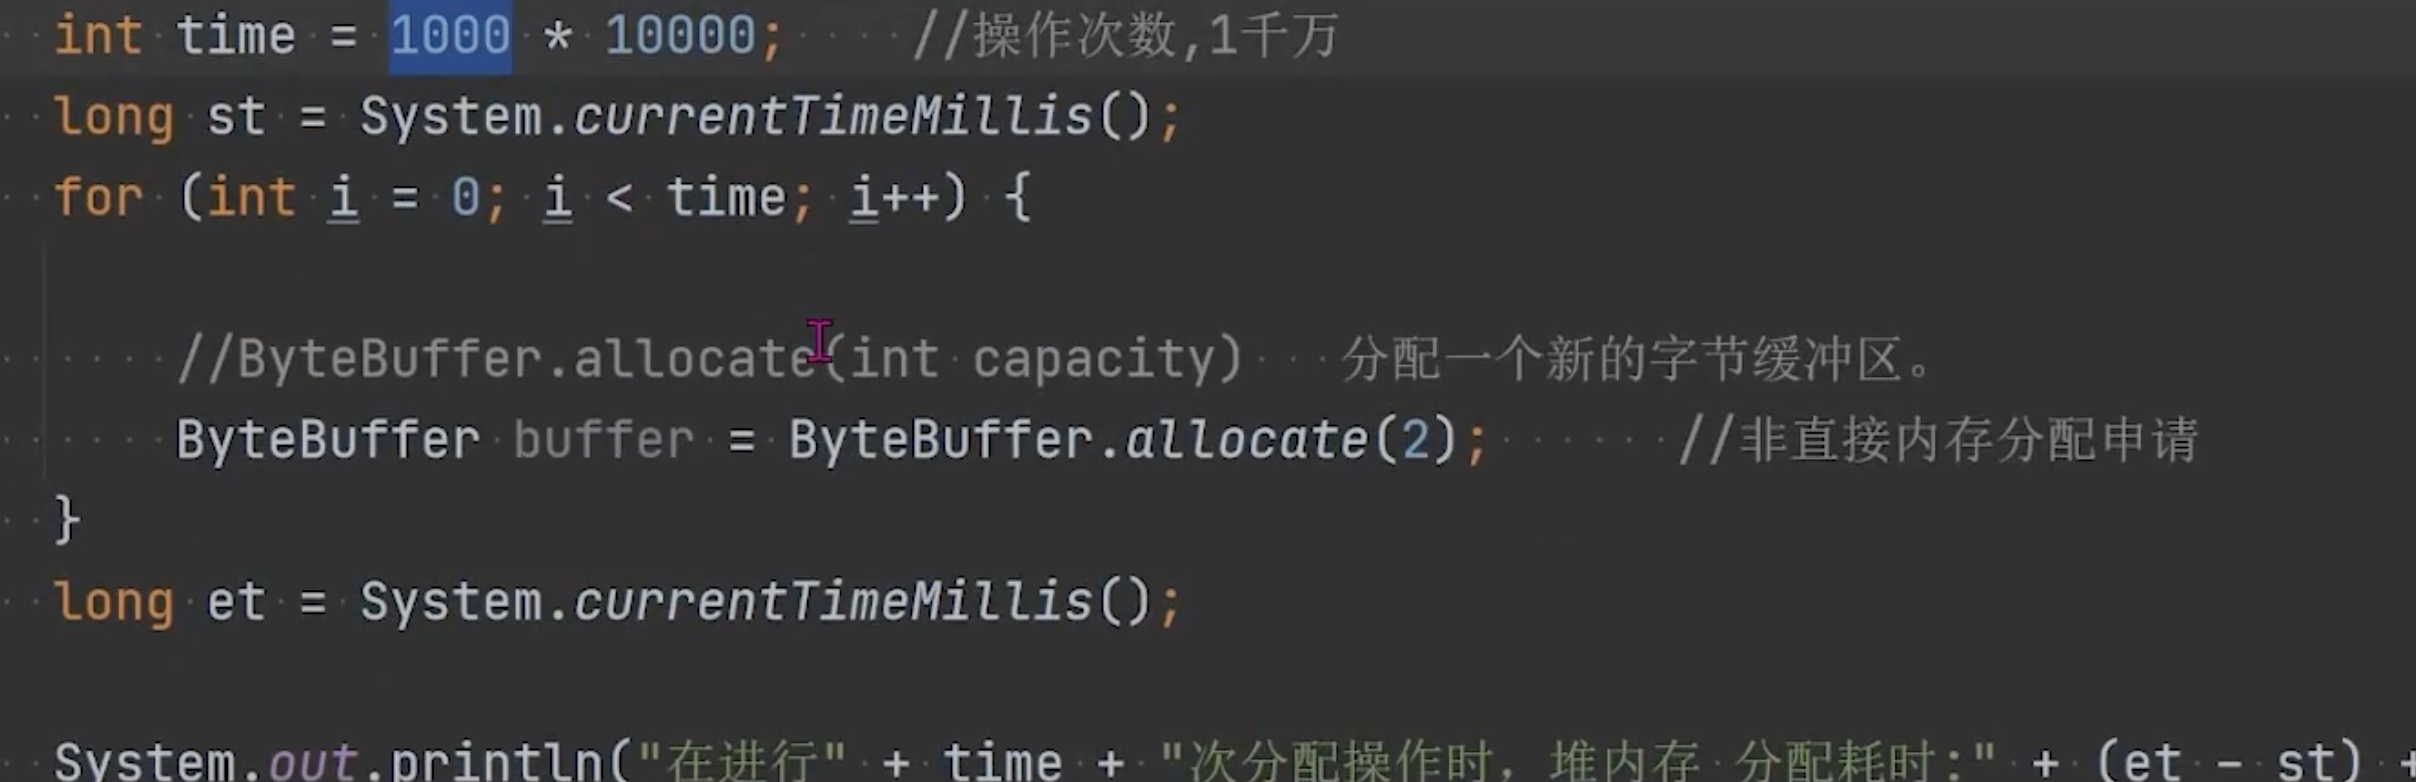 int time = 1000 * 10000;    //操作次数,1千万
long st = System.currentTimeMillis();
for (int i = 0; i < time; i++) {
//ByteBuffer.allocate(int capacity)   分配一个新的字节缓冲区。
ByteBuffer buffer = ByteBuffer.allocate(2);      //非直接内存分配申请
}
long et = System.currentTimeMillis();
System.out.println("在进行" + time + "次分配操作时，堆内存 分配耗时:" + (et - st) +